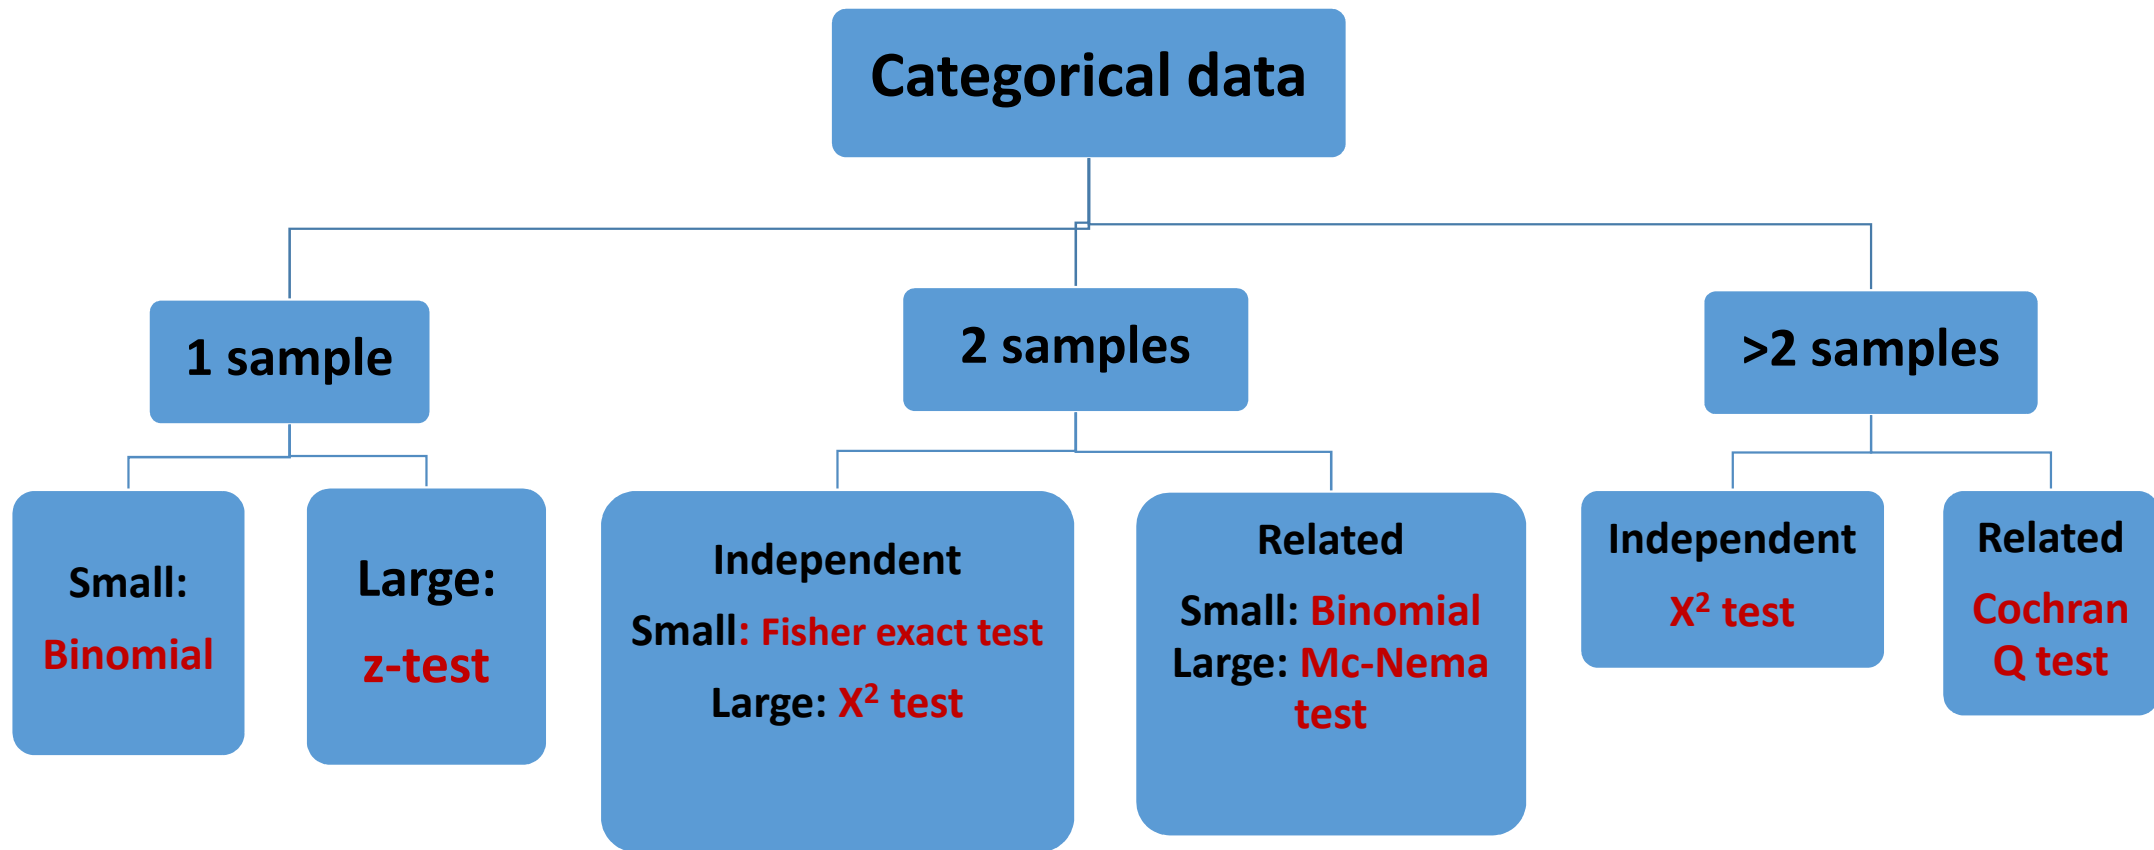 Categorical data
1 sample
2 samples
>2 samples
Small:
Binomial
Large:
z-test
Independent
Small: Fisher exact test
Large: X² test
Related
Small: Binomial
Large: Mc-Nema
test
Independent
X² test
Related
Cochran
Q test